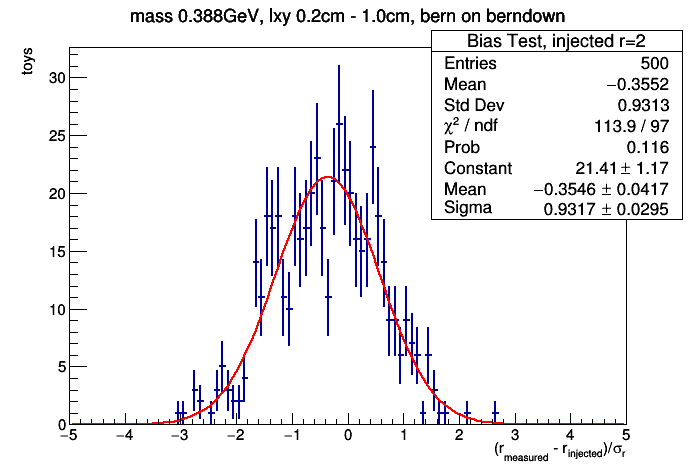 mass 0.388GeV, lxy 0.2cm - 1.0cm, bern on berndown
Bias Test, injected r=2
Entries 500
Mean −0.3552
Std Dev 0.9313
χ² / ndf 113.9 / 97
Prob 0.116
Constant 21.41 ± 1.17
Mean −0.3546 ± 0.0417
Sigma 0.9317 ± 0.0295
toys
30
25
20
15
10
5
0
−5 −4 −3 −2 −1 0 1 2 3 4 5
(r_measured - r_injected)/σ_r